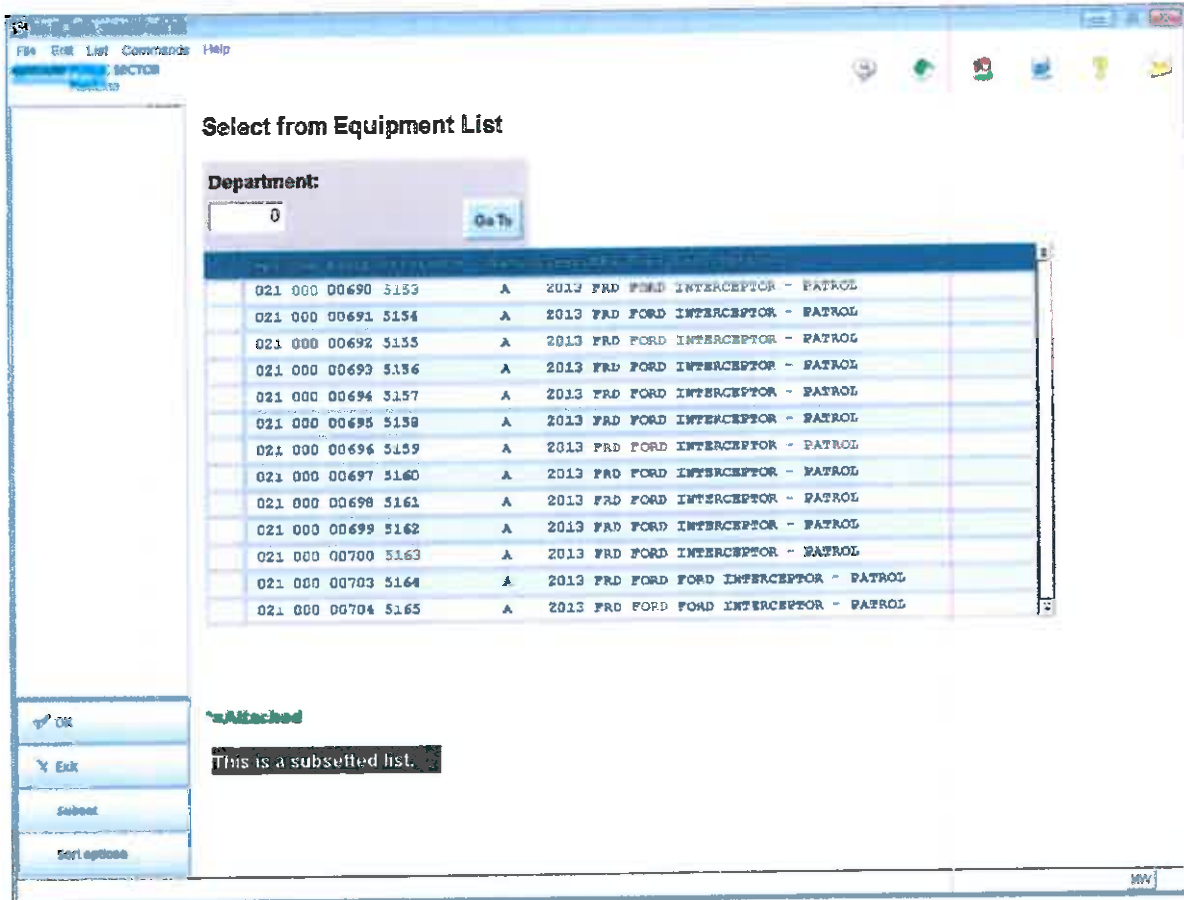 File Edit List Commands Help
SECTOR
Select from Equipment List
Department:
0
Go To
021 000 00690 5153 A 2013 FRD FORD INTERCEPTOR - PATROL
021 000 00691 5154 A 2013 FRD FORD INTERCEPTOR - PATROL
021 000 00692 5155 A 2013 FRD FORD INTERCEPTOR - PATROL
021 000 00693 5156 A 2013 FRD FORD INTERCEPTOR - PATROL
021 000 00694 5157 A 2013 FRD FORD INTERCEPTOR - PATROL
021 000 00695 5158 A 2013 FRD FORD INTERCEPTOR - PATROL
021 000 00696 5159 A 2013 FRD FORD INTERCEPTOR - PATROL
021 000 00697 5160 A 2013 FRD FORD INTERCEPTOR - PATROL
021 000 00698 5161 A 2013 FRD FORD INTERCEPTOR - PATROL
021 000 00699 5162 A 2013 FRD FORD INTERCEPTOR - PATROL
021 000 00700 5163 A 2013 FRD FORD INTERCEPTOR - PATROL
021 000 00703 5164 A 2013 FRD FORD FORD INTERCEPTOR - PATROL
021 000 00704 5165 A 2013 FRD FORD FORD INTERCEPTOR - PATROL
*=Attached
This is a subsetted list.
OK
Exit
Subset
Sort options
MW